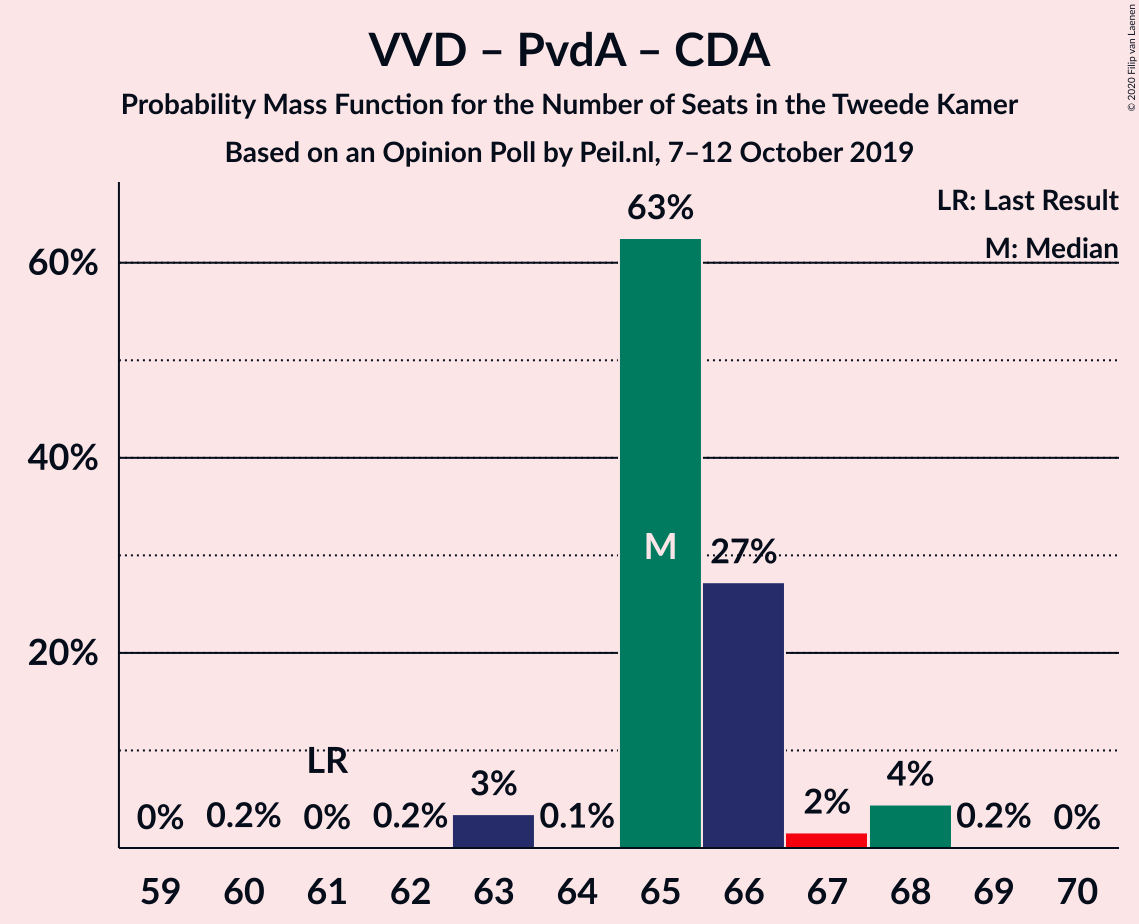 VVD – PvdA – CDA
Probability Mass Function for the Number of Seats in the Tweede Kamer
Based on an Opinion Poll by Peil.nl, 7–12 October 2019
© 2020 Filip van Laenen
LR: Last Result
M: Median
60%
40%
20%
0%
0.2%
LR
0%
0.2%
3%
0.1%
63%
M
27%
2%
4%
0.2%
0%
59 60 61 62 63 64 65 66 67 68 69 70